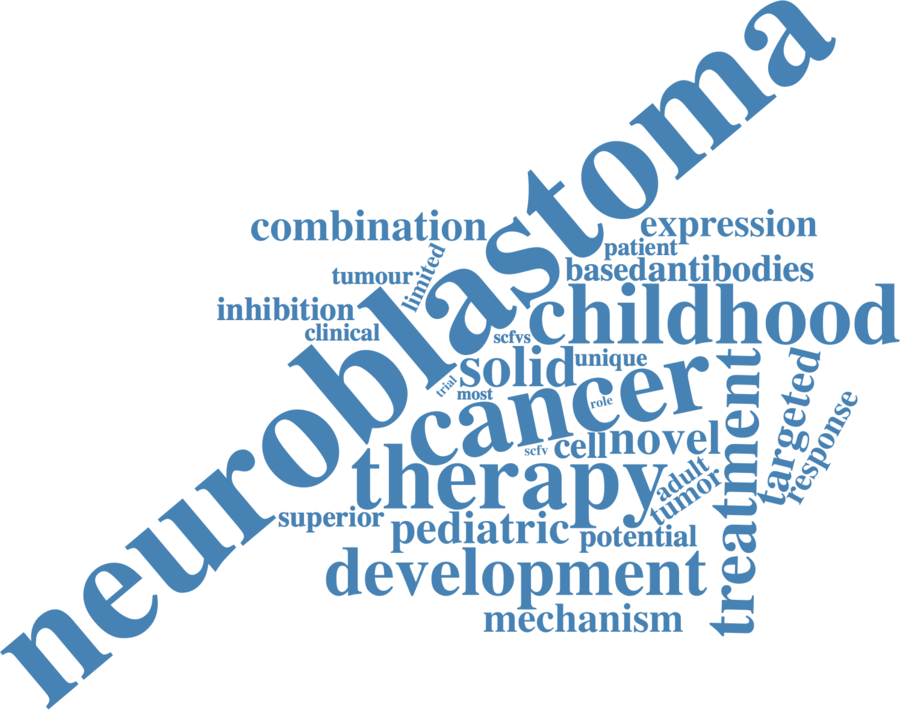 neuroblastoma
combination
expression
patient
limited
tumour
basedantibodies
inhibition
childhood
clinical
scfvs
solid
unique
trial
most
cancer
role
treatment
targeted
response
novel
cell
scfv
therapy
adult
tumor
superior
pediatric
potential
development
mechanism